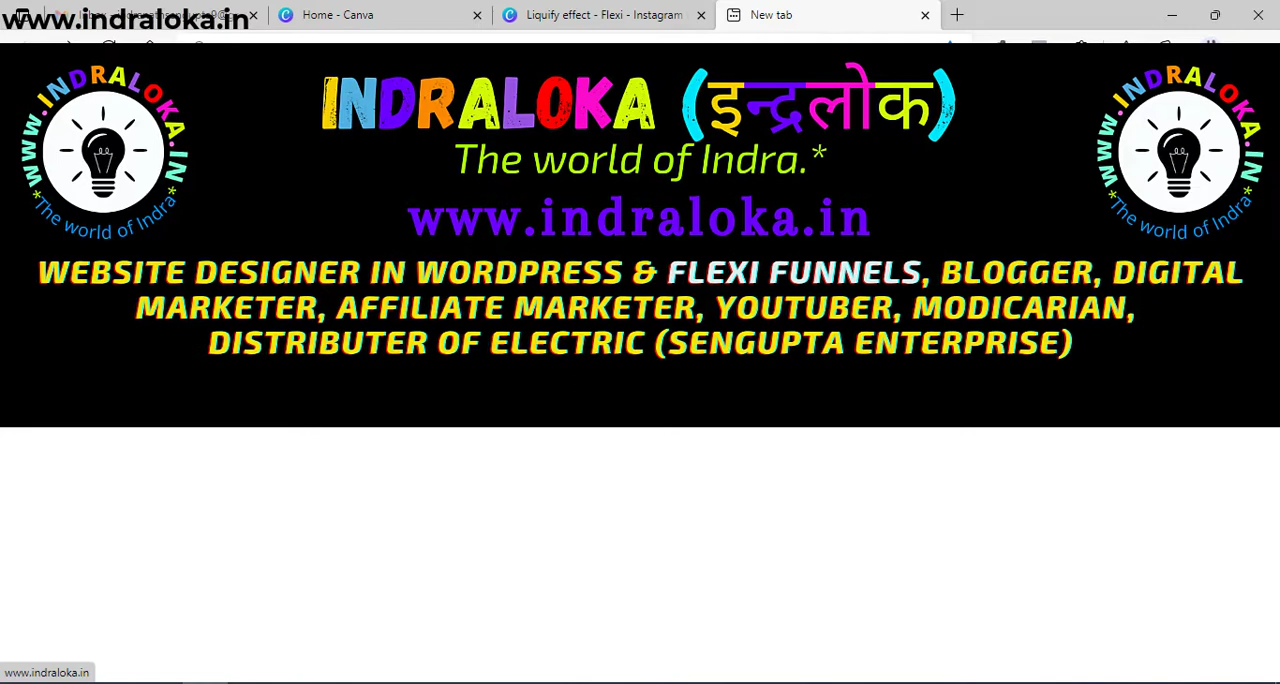 www.indraloka.in
Home - Canva
Liquify effect - Flexi - Instagram
New tab
WWW.INDRALOKA.IN
*The world of Indra*
INDRALOKA (इन्द्रलोक)
The world of Indra.*
www.indraloka.in
WEBSITE DESIGNER IN WORDPRESS & FLEXI FUNNELS, BLOGGER, DIGITAL
MARKETER, AFFILIATE MARKETER, YOUTUBER, MODICARIAN,
DISTRIBUTER OF ELECTRIC (SENGUPTA ENTERPRISE)
WWW.INDRALOKA.IN
*The world of Indra*
www.indraloka.in